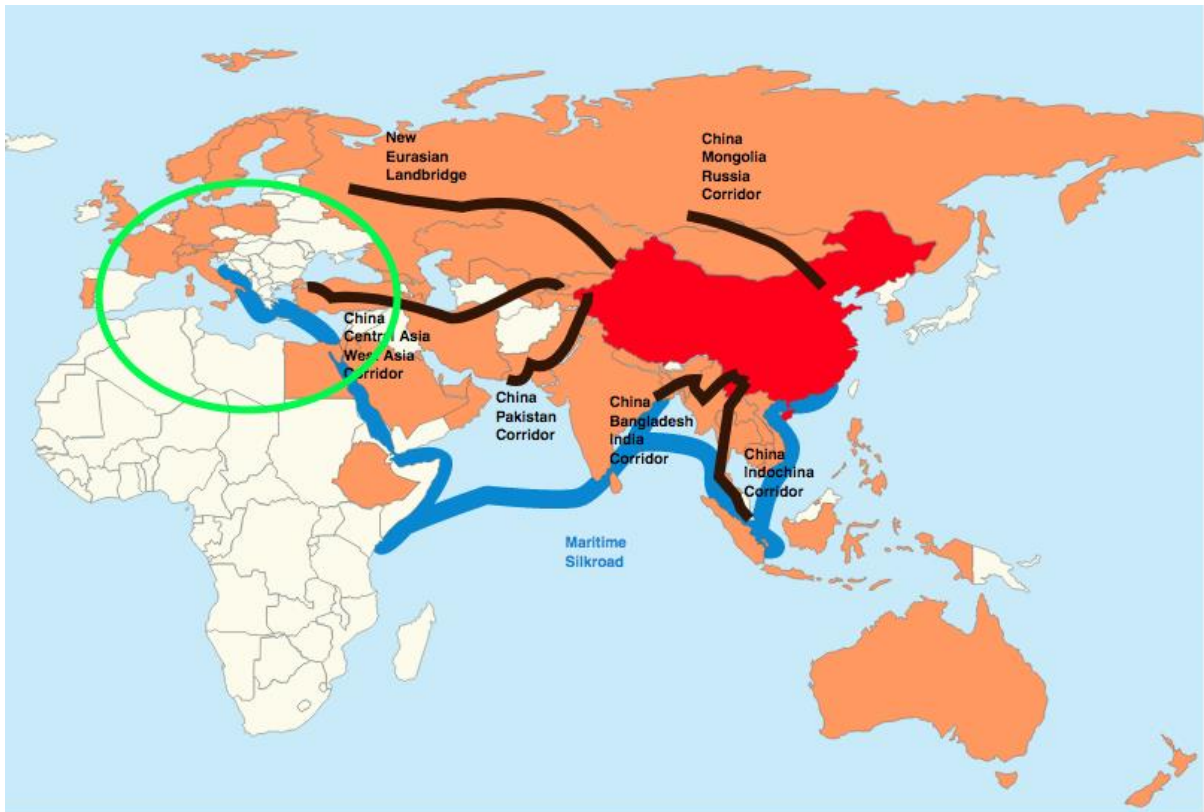 New
Eurasian
Landbridge
China
Mongolia
Russia
Corridor
China
Central Asia
West Asia
Corridor
China
Pakistan
Corridor
China
Bangladesh
India
Corridor
China
Indochina
Corridor
Maritime
Silkroad